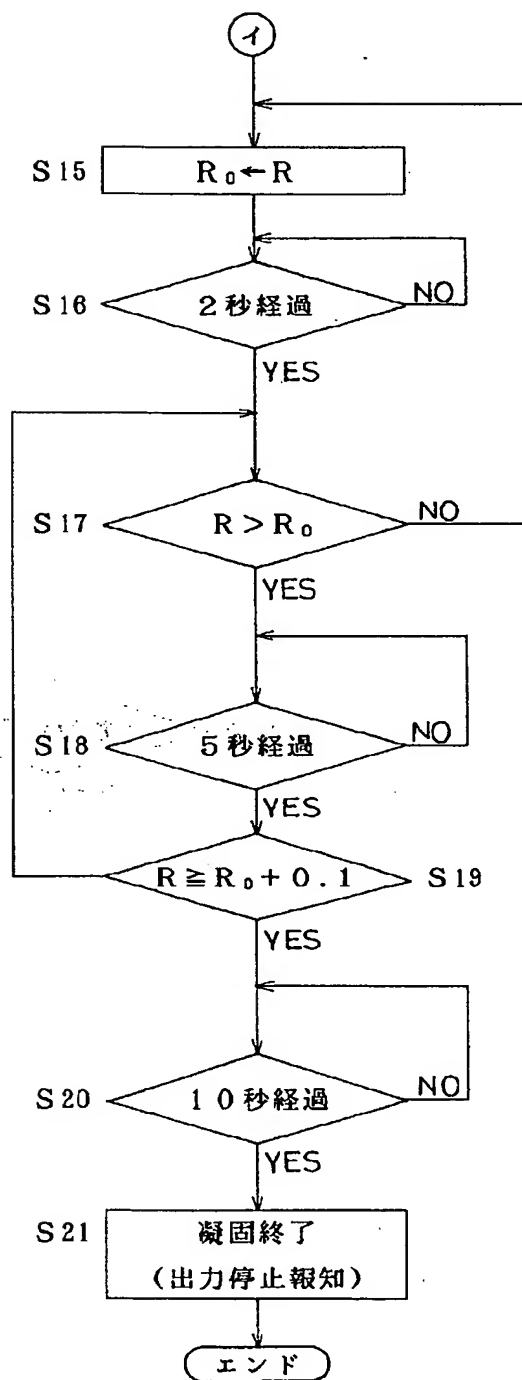 イ
S15 R₀←R
S16 2秒経過 NO
YES
S17 R>R₀ NO
YES
S18 5秒経過 NO
YES
R≧R₀+0.1 S19
YES
S20 10秒経過 NO
YES
S21 凝固終了
(出力停止報知)
エンド